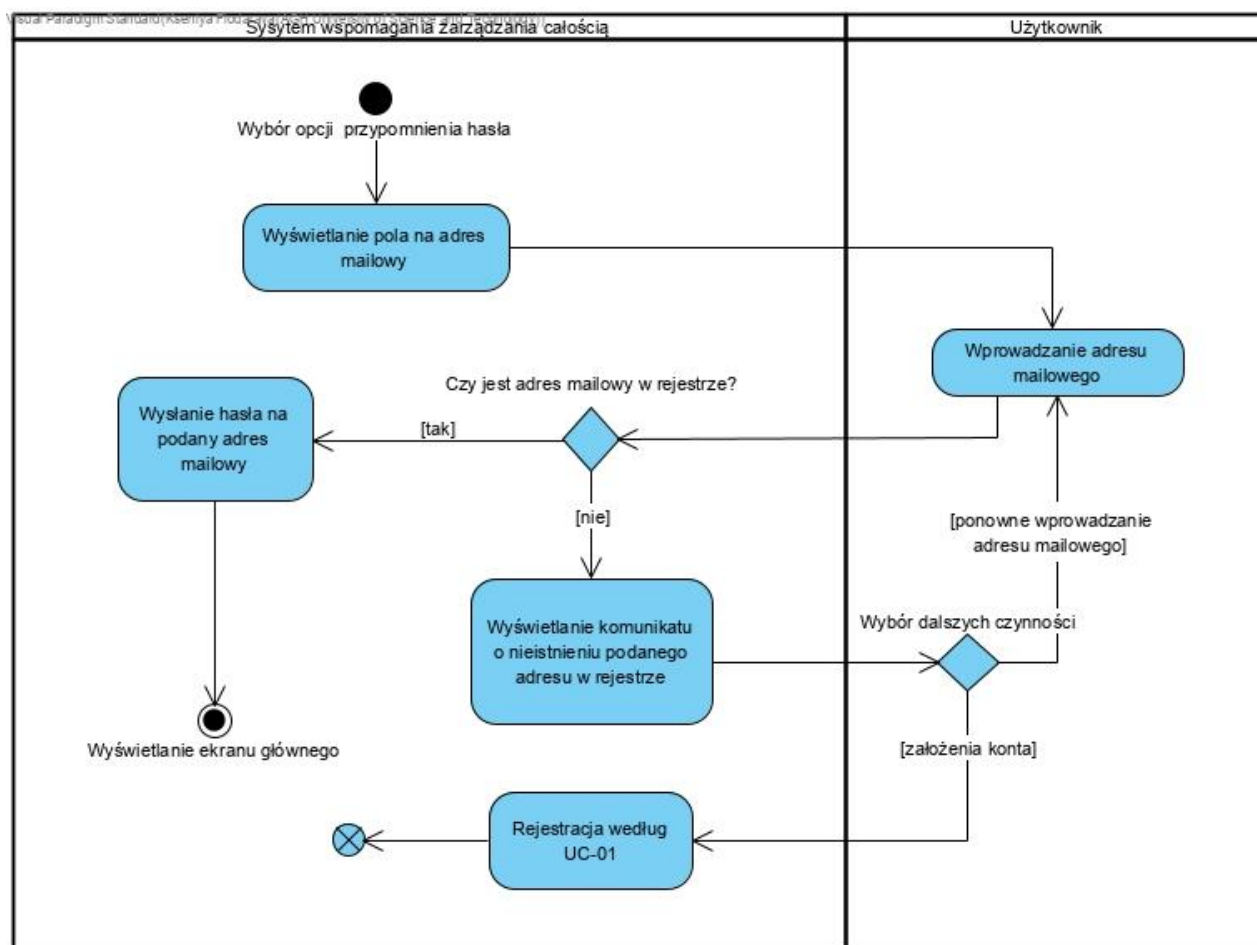 Sysytem wspomagania zarządzania całością
Użytkownik
Wybór opcji przypomnienia hasła
Wyświetlanie pola na adres
mailowy
Wprowadzanie adresu
mailowego
Czy jest adres mailowy w rejestrze?
Wysłanie hasła na
podany adres
mailowy
[tak]
[nie]
[ponowne wprowadzanie
adresu mailowego]
Wyświetlanie komunikatu
o nieistnieniu podanego
adresu w rejestrze
Wybór dalszych czynności
Wyświetlanie ekranu głównego
[założenia konta]
Rejestracja według
UC-01